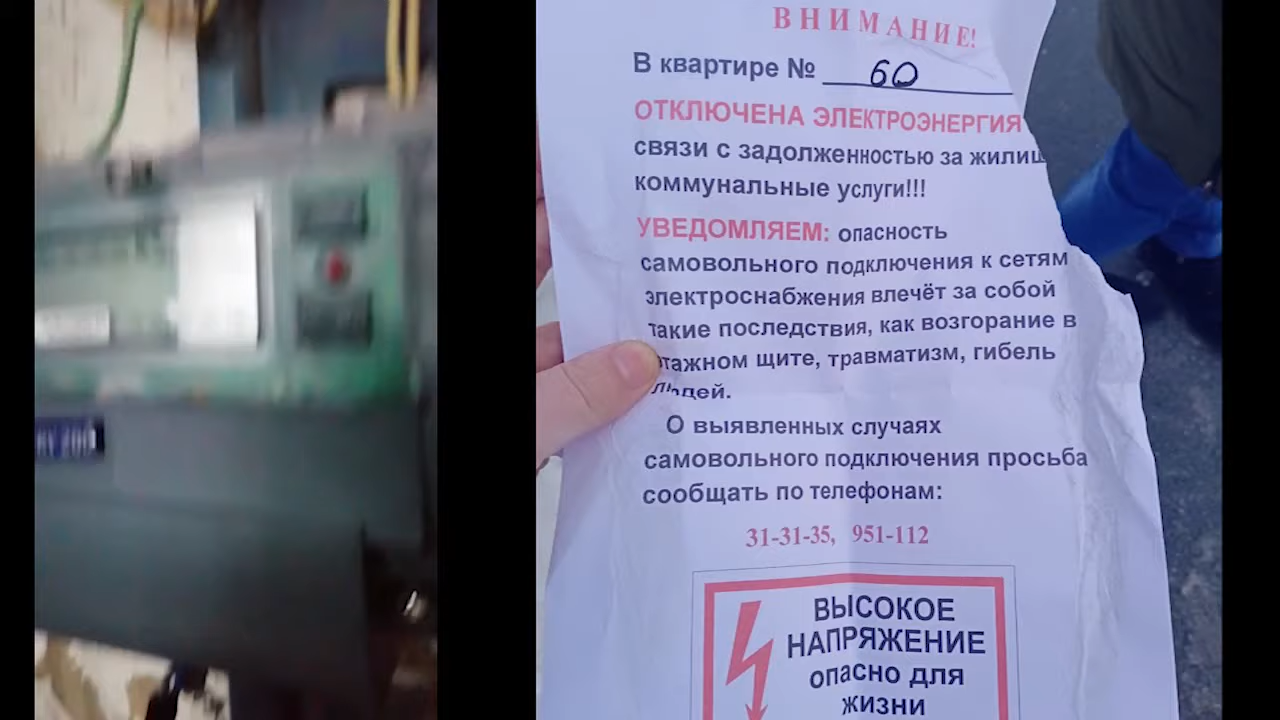 ВНИМАНИЕ!
В квартире № 60
ОТКЛЮЧЕНА ЭЛЕКТРОЭНЕРГИЯ
связи с задолженностью за
коммунальные услуги!!!
УВЕДОМЛЯЕМ: опасность
самовольного подключения к сетям
электроснабжения влечёт за собой
такие последствия, как возгорание в
этажном щите, травматизм, гибель
людей.
О выявленных случаях
самовольного подключения просьба
сообщать по телефонам:
31-31-35, 951-112
ВЫСОКОЕ
НАПРЯЖЕНИЕ
опасно для
жизни